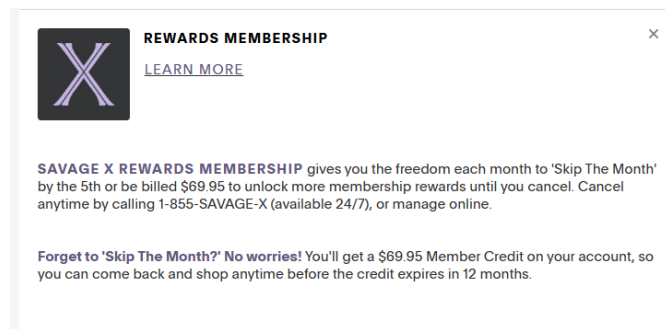 REWARDS MEMBERSHIP
LEARN MORE
SAVAGE X REWARDS MEMBERSHIP gives you the freedom each month to 'Skip The Month'
by the 5th or be billed $69.95 to unlock more membership rewards until you cancel. Cancel
anytime by calling 1-855-SAVAGE-X (available 24/7), or manage online.
Forget to 'Skip The Month?' No worries! You'll get a $69.95 Member Credit on your account, so
you can come back and shop anytime before the credit expires in 12 months.